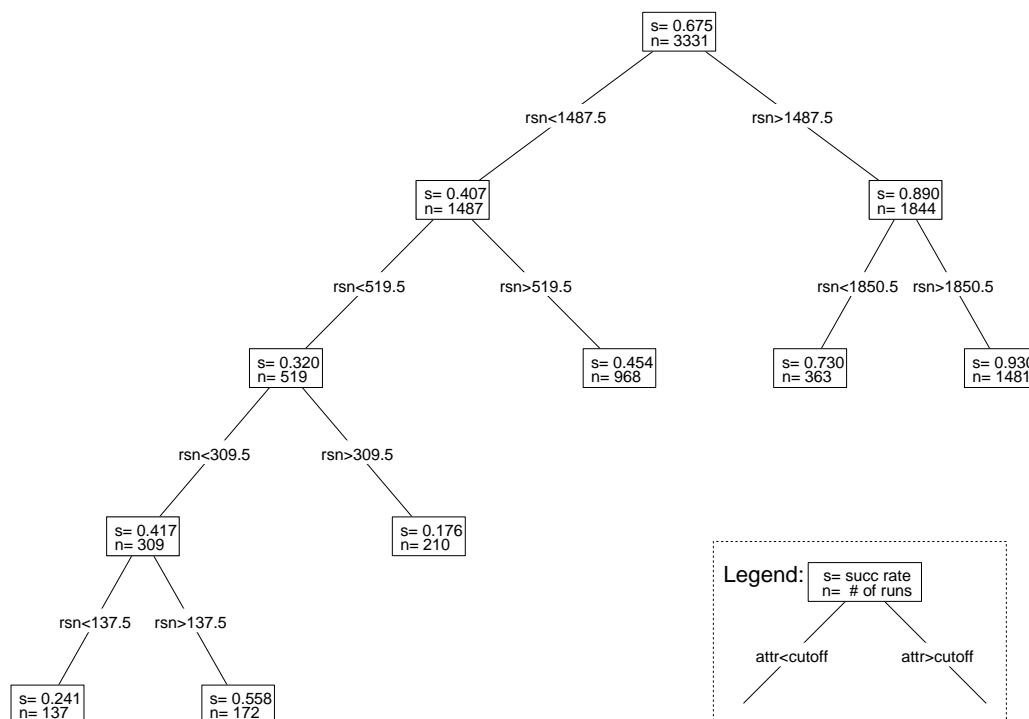 s= 0.675
n= 3331
rsn<1487.5
rsn>1487.5
s= 0.407
n= 1487
s= 0.890
n= 1844
rsn<519.5
rsn>519.5
rsn<1850.5
rsn>1850.5
s= 0.320
n= 519
s= 0.454
n= 968
s= 0.730
n= 363
s= 0.930
n= 1481
rsn<309.5
rsn>309.5
s= 0.417
n= 309
s= 0.176
n= 210
rsn<137.5
rsn>137.5
s= 0.241
n= 137
s= 0.558
n= 172
Legend:
s= succ rate
n= # of runs
attr<cutoff
attr>cutoff